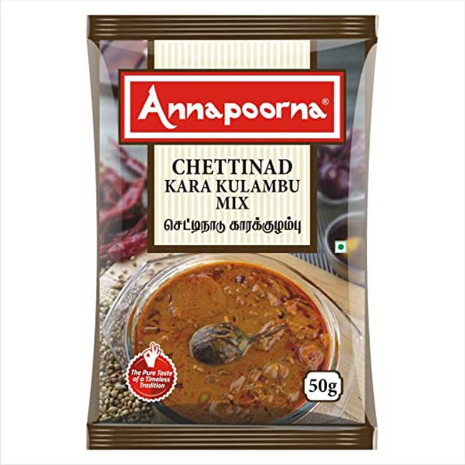 Annapoorna®
CHETTINAD
KARA KULAMBU
MIX
செட்டிநாடு காரக்குழம்பு
The Pure Taste
of a Timeless
Tradition
50g